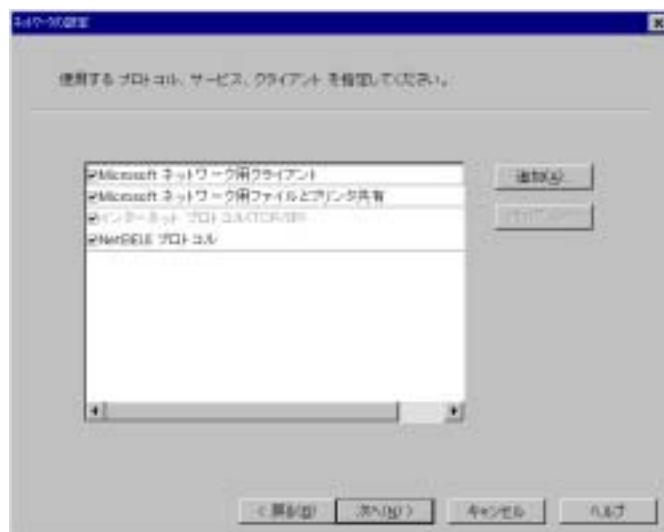 ネットワークの設定
使用する プロトコル、サービス、クライアント を指定してください。
Microsoft ネットワーク用クライアント
Microsoft ネットワーク用ファイルとプリンタ共有
インターネット プロトコル(TCP/IP)
NetBEUI プロトコル
追加(A)
< 戻る(B)
次へ(N) >
キャンセル
ヘルプ